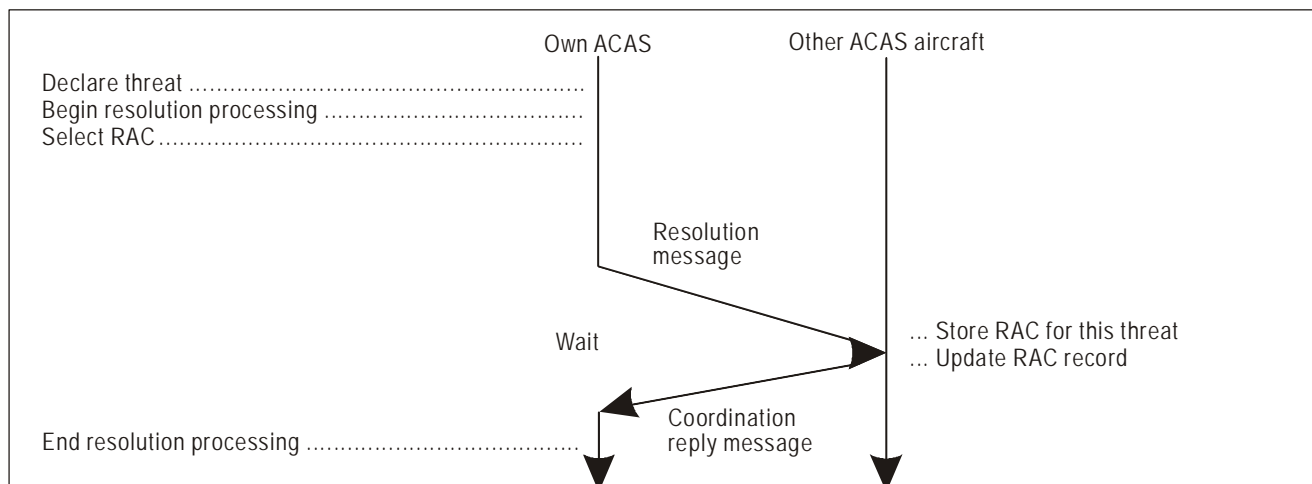 Own ACAS
Other ACAS aircraft
Declare threat ..........................................................
Begin resolution processing ......................................
Select RAC ..............................................................
Resolution
message
Wait
... Store RAC for this threat
... Update RAC record
Coordination
reply message
End resolution processing ........................................